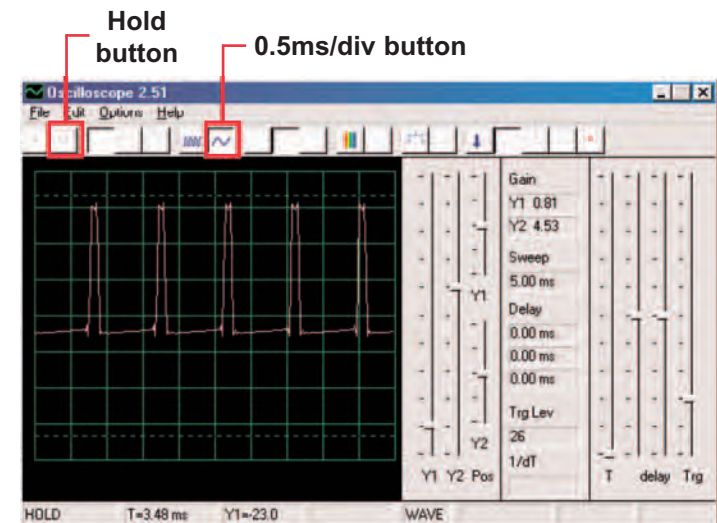 Hold
button
0.5ms/div button
Oscilloscope 2.51
File Edit Options Help
Gain
Y1 0.81
Y2 4.53
Sweep
5.00 ms
Delay
0.00 ms
0.00 ms
0.00 ms
Trg Lev
26
1/dT
Y1
Y2
Y1 Y2 Pos
T delay Trg
HOLD T=3.48 ms Y1=-23.0 WAVE